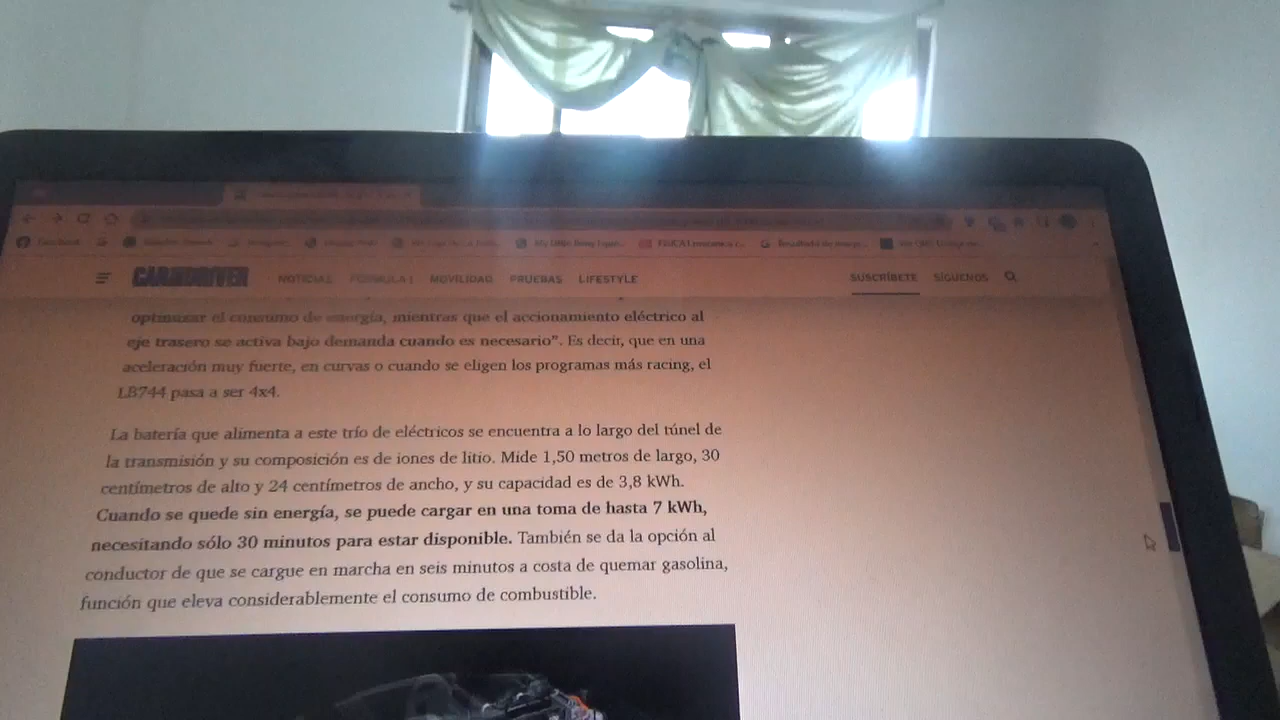 Facebook
CARANDDRIVER NOTICIAS FÓRMULA 1 MOVILIDAD PRUEBAS LIFESTYLE SUSCRÍBETE SÍGUENOS
optimizar el consumo de energía, mientras que el accionamiento eléctrico al
eje trasero se activa bajo demanda cuando es necesario". Es decir, que en una
aceleración muy fuerte, en curvas o cuando se eligen los programas más racing, el
LB744 pasa a ser 4x4.
La batería que alimenta a este trío de eléctricos se encuentra a lo largo del túnel de
la transmisión y su composición es de iones de litio. Mide 1,50 metros de largo, 30
centímetros de alto y 24 centímetros de ancho, y su capacidad es de 3,8 kWh.
Cuando se quede sin energía, se puede cargar en una toma de hasta 7 kWh,
necesitando sólo 30 minutos para estar disponible. También se da la opción al
conductor de que se cargue en marcha en seis minutos a costa de quemar gasolina,
función que eleva considerablemente el consumo de combustible.